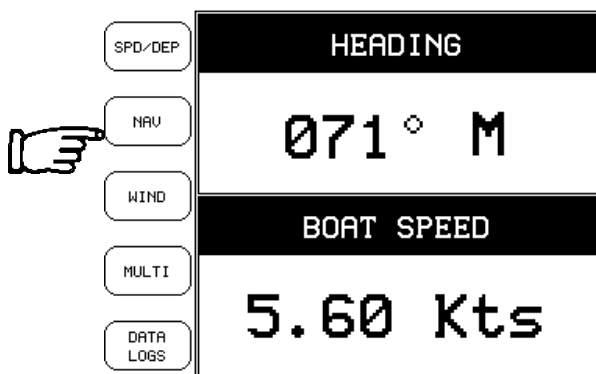 SPD/DEP
NAV
WIND
MULTI
DATA
LOGS
HEADING
071° M
BOAT SPEED
5.60 Kts